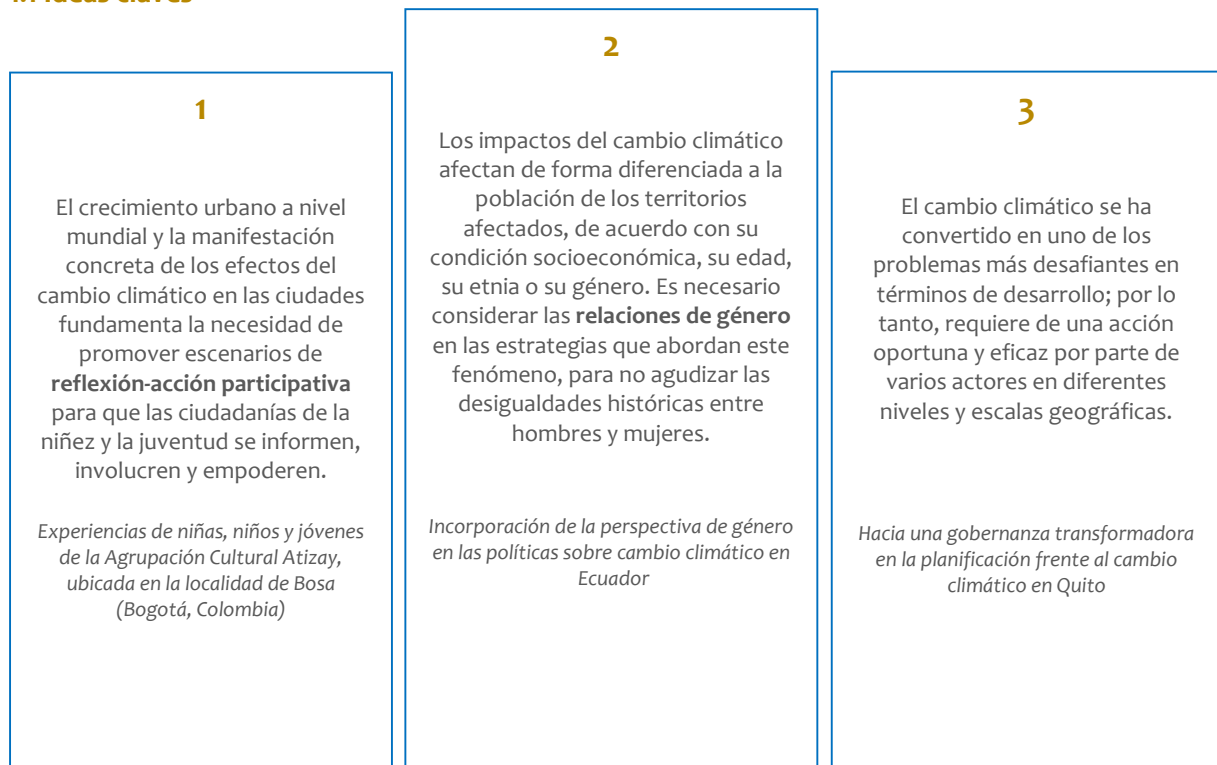 1
El crecimiento urbano a nivel
mundial y la manifestación
concreta de los efectos del
cambio climático en las ciudades
fundamenta la necesidad de
promover escenarios de
reflexión-acción participativa
para que las ciudadanías de la
niñez y la juventud se informen,
involucren y empoderen.
Experiencias de niñas, niños y jóvenes
de la Agrupación Cultural Atizay,
ubicada en la localidad de Bosa
(Bogotá, Colombia)
2
Los impactos del cambio climático
afectan de forma diferenciada a la
población de los territorios
afectados, de acuerdo con su
condición socioeconómica, su edad,
su etnia o su género. Es necesario
considerar las relaciones de género
en las estrategias que abordan este
fenómeno, para no agudizar las
desigualdades históricas entre
hombres y mujeres.
Incorporación de la perspectiva de género
en las políticas sobre cambio climático en
Ecuador
3
El cambio climático se ha
convertido en uno de los
problemas más desafiantes en
términos de desarrollo; por lo
tanto, requiere de una acción
oportuna y eficaz por parte de
varios actores en diferentes
niveles y escalas geográficas.
Hacia una gobernanza transformadora
en la planificación frente al cambio
climático en Quito